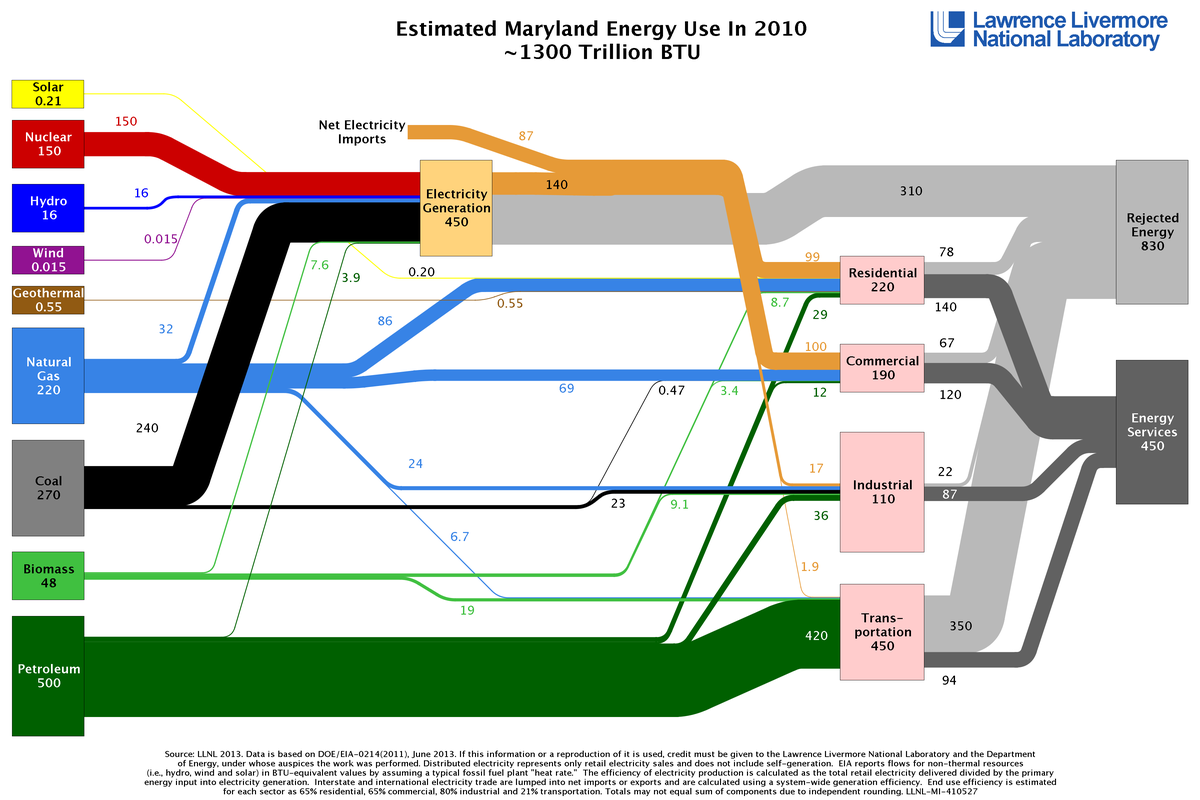 Estimated Maryland Energy Use In 2010
~1300 Trillion BTU
Lawrence Livermore
National Laboratory
Solar
0.21
Nuclear
150
Hydro
16
Wind
0.015
Geothermal
0.55
Natural
Gas
220
Coal
270
Biomass
48
Petroleum
500
150
16
0.015
32
240
Net Electricity
Imports
87
Electricity
Generation
450
140
310
7.6
3.9
0.20
0.55
86
69
0.47
3.4
8.7
24
23
9.1
6.7
19
99
29
100
12
17
36
1.9
420
Residential
220
Commercial
190
Industrial
110
Trans-
portation
450
78
140
67
120
22
87
350
94
Rejected
Energy
830
Energy
Services
450
Source: LLNL 2013. Data is based on DOE/EIA-0214(2011), June 2013. If this information or a reproduction of it is used, credit must be given to the Lawrence Livermore National Laboratory and the Department
of Energy, under whose auspices the work was performed. Distributed electricity represents only retail electricity sales and does not include self-generation. EIA reports flows for non-thermal resources
(i.e., hydro, wind and solar) in BTU-equivalent values by assuming a typical fossil fuel plant "heat rate." The efficiency of electricity production is calculated as the total retail electricity delivered divided by the primary
energy input into electricity generation. Interstate and international electricity trade are lumped into net imports or exports and are calculated using a system-wide generation efficiency. End use efficiency is estimated
for each sector as 65% residential, 65% commercial, 80% industrial and 21% transportation. Totals may not equal sum of components due to independent rounding. LLNL-MI-410527